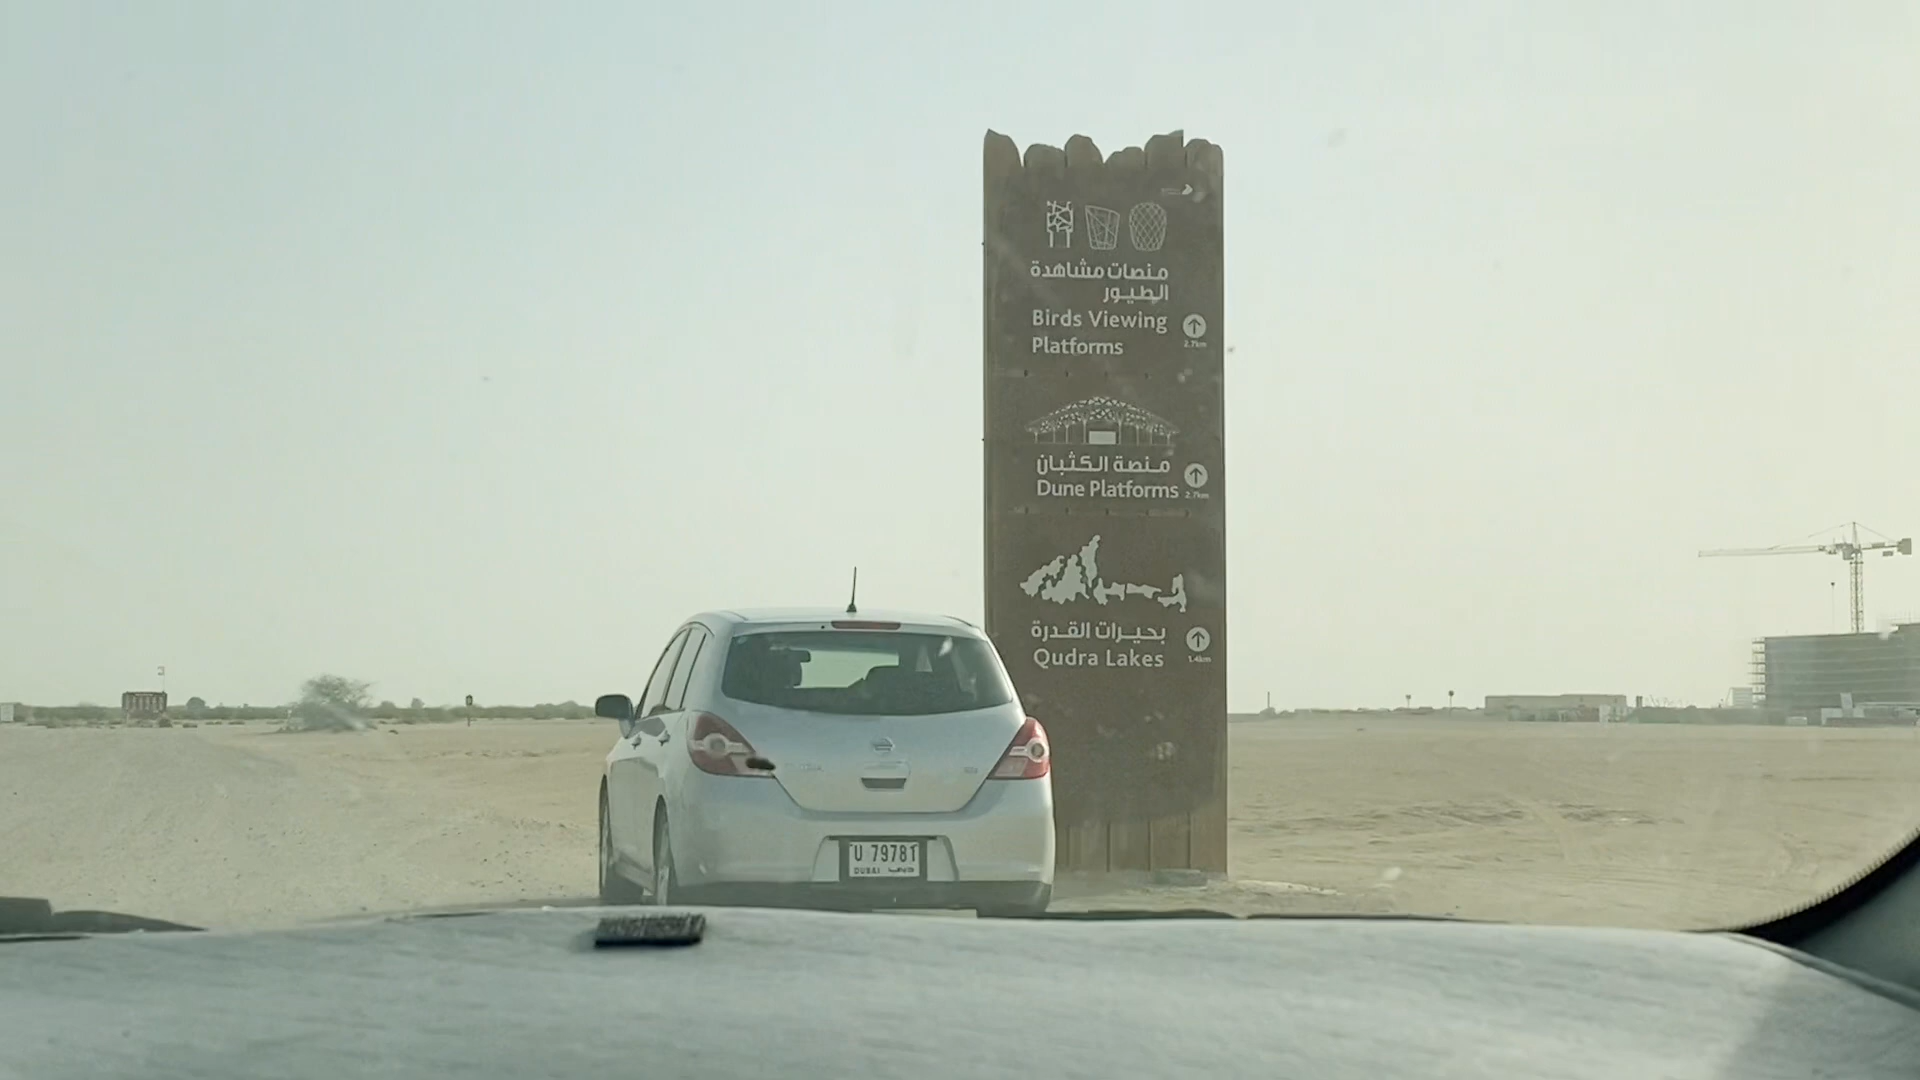 منصات مشاهدة
الطيور
Birds Viewing
Platforms
2.7km
منصة الكثبان
Dune Platforms
2.7km
بحيرات القدرة
Qudra Lakes
1.4km
U 79781
DUBAI دبي